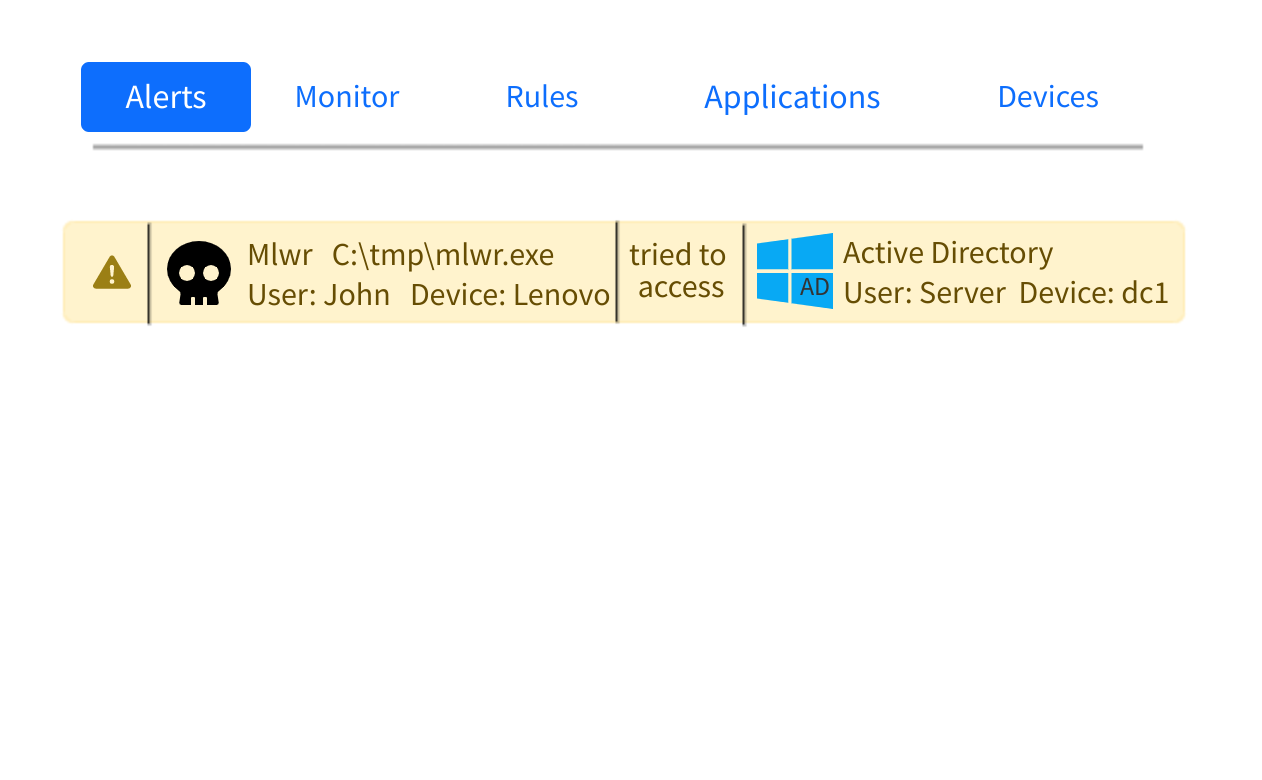 Alerts Monitor Rules Applications Devices
Mlwr C:\tmp\mlwr.exe
User: John Device: Lenovo
tried to
access
AD
Active Directory
User: Server Device: dc1